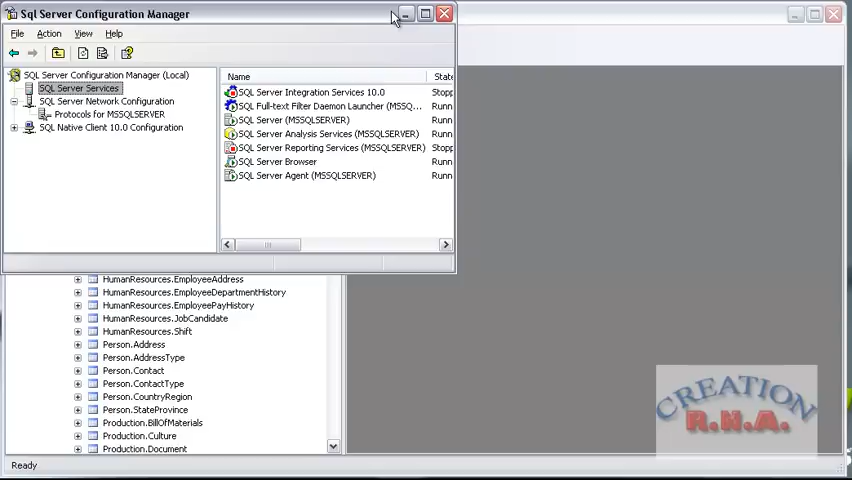 Sql Server Configuration Manager
File Action View Help
SQL Server Configuration Manager (Local)
SQL Server Services
SQL Server Network Configuration
Protocols for MSSQLSERVER
SQL Native Client 10.0 Configuration
Name State
SQL Server Integration Services 10.0 Stopp
SQL Full-text Filter Daemon Launcher (MSSQ... Runn
SQL Server (MSSQLSERVER) Runn
SQL Server Analysis Services (MSSQLSERVER) Runn
SQL Server Reporting Services (MSSQLSERVER) Stopp
SQL Server Browser Runn
SQL Server Agent (MSSQLSERVER) Runn
HumanResources.EmployeeAddress
HumanResources.EmployeeDepartmentHistory
HumanResources.EmployeePayHistory
HumanResources.JobCandidate
HumanResources.Shift
Person.Address
Person.AddressType
Person.Contact
Person.ContactType
Person.CountryRegion
Person.StateProvince
Production.BillOfMaterials
Production.Culture
Production.Document
Ready
CREATION
R.N.A.